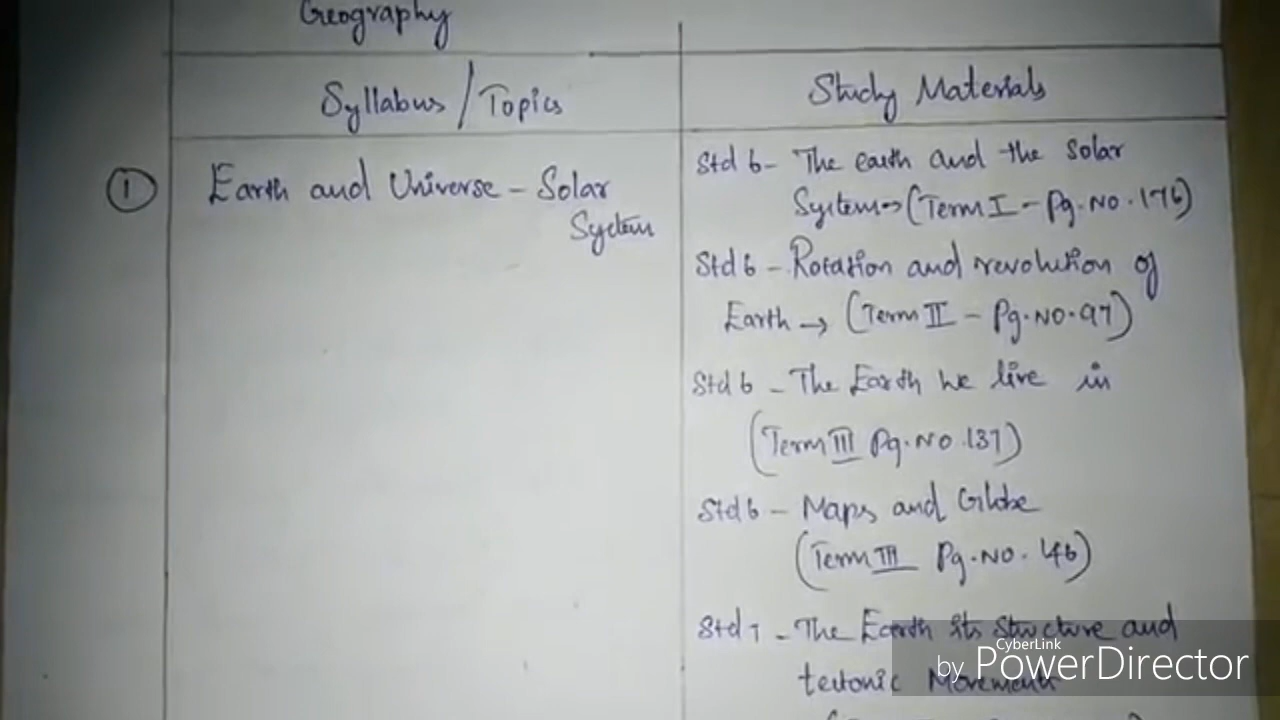 Geography
Syllabus / Topics
Study Materials
① Earth and Universe – Solar
System
Std 6 – The earth and the Solar
System → (Term I – Pg. No. 176)
Std 6 – Rotation and revolution of
Earth → (Term II – Pg. No. 97)
Std 6 – The Earth we live in
(Term III Pg. No. 137)
Std 6 – Maps and Globe
(Term III Pg. No. 146)
Std 7 – The Earth its structure and
tectonic Movements
CyberLink
by PowerDirector